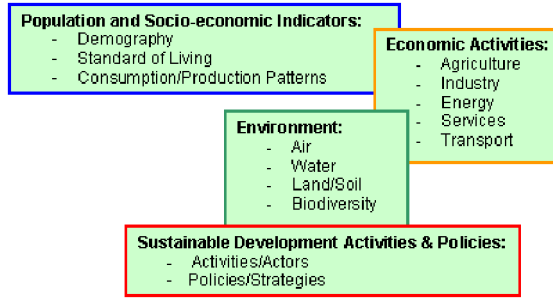 Population and Socio-economic Indicators:
- Demography
- Standard of Living
- Consumption/Production Patterns
Economic Activities:
- Agriculture
- Industry
- Energy
- Services
- Transport
Environment:
- Air
- Water
- Land/Soil
- Biodiversity
Sustainable Development Activities & Policies:
- Activities/Actors
- Policies/Strategies